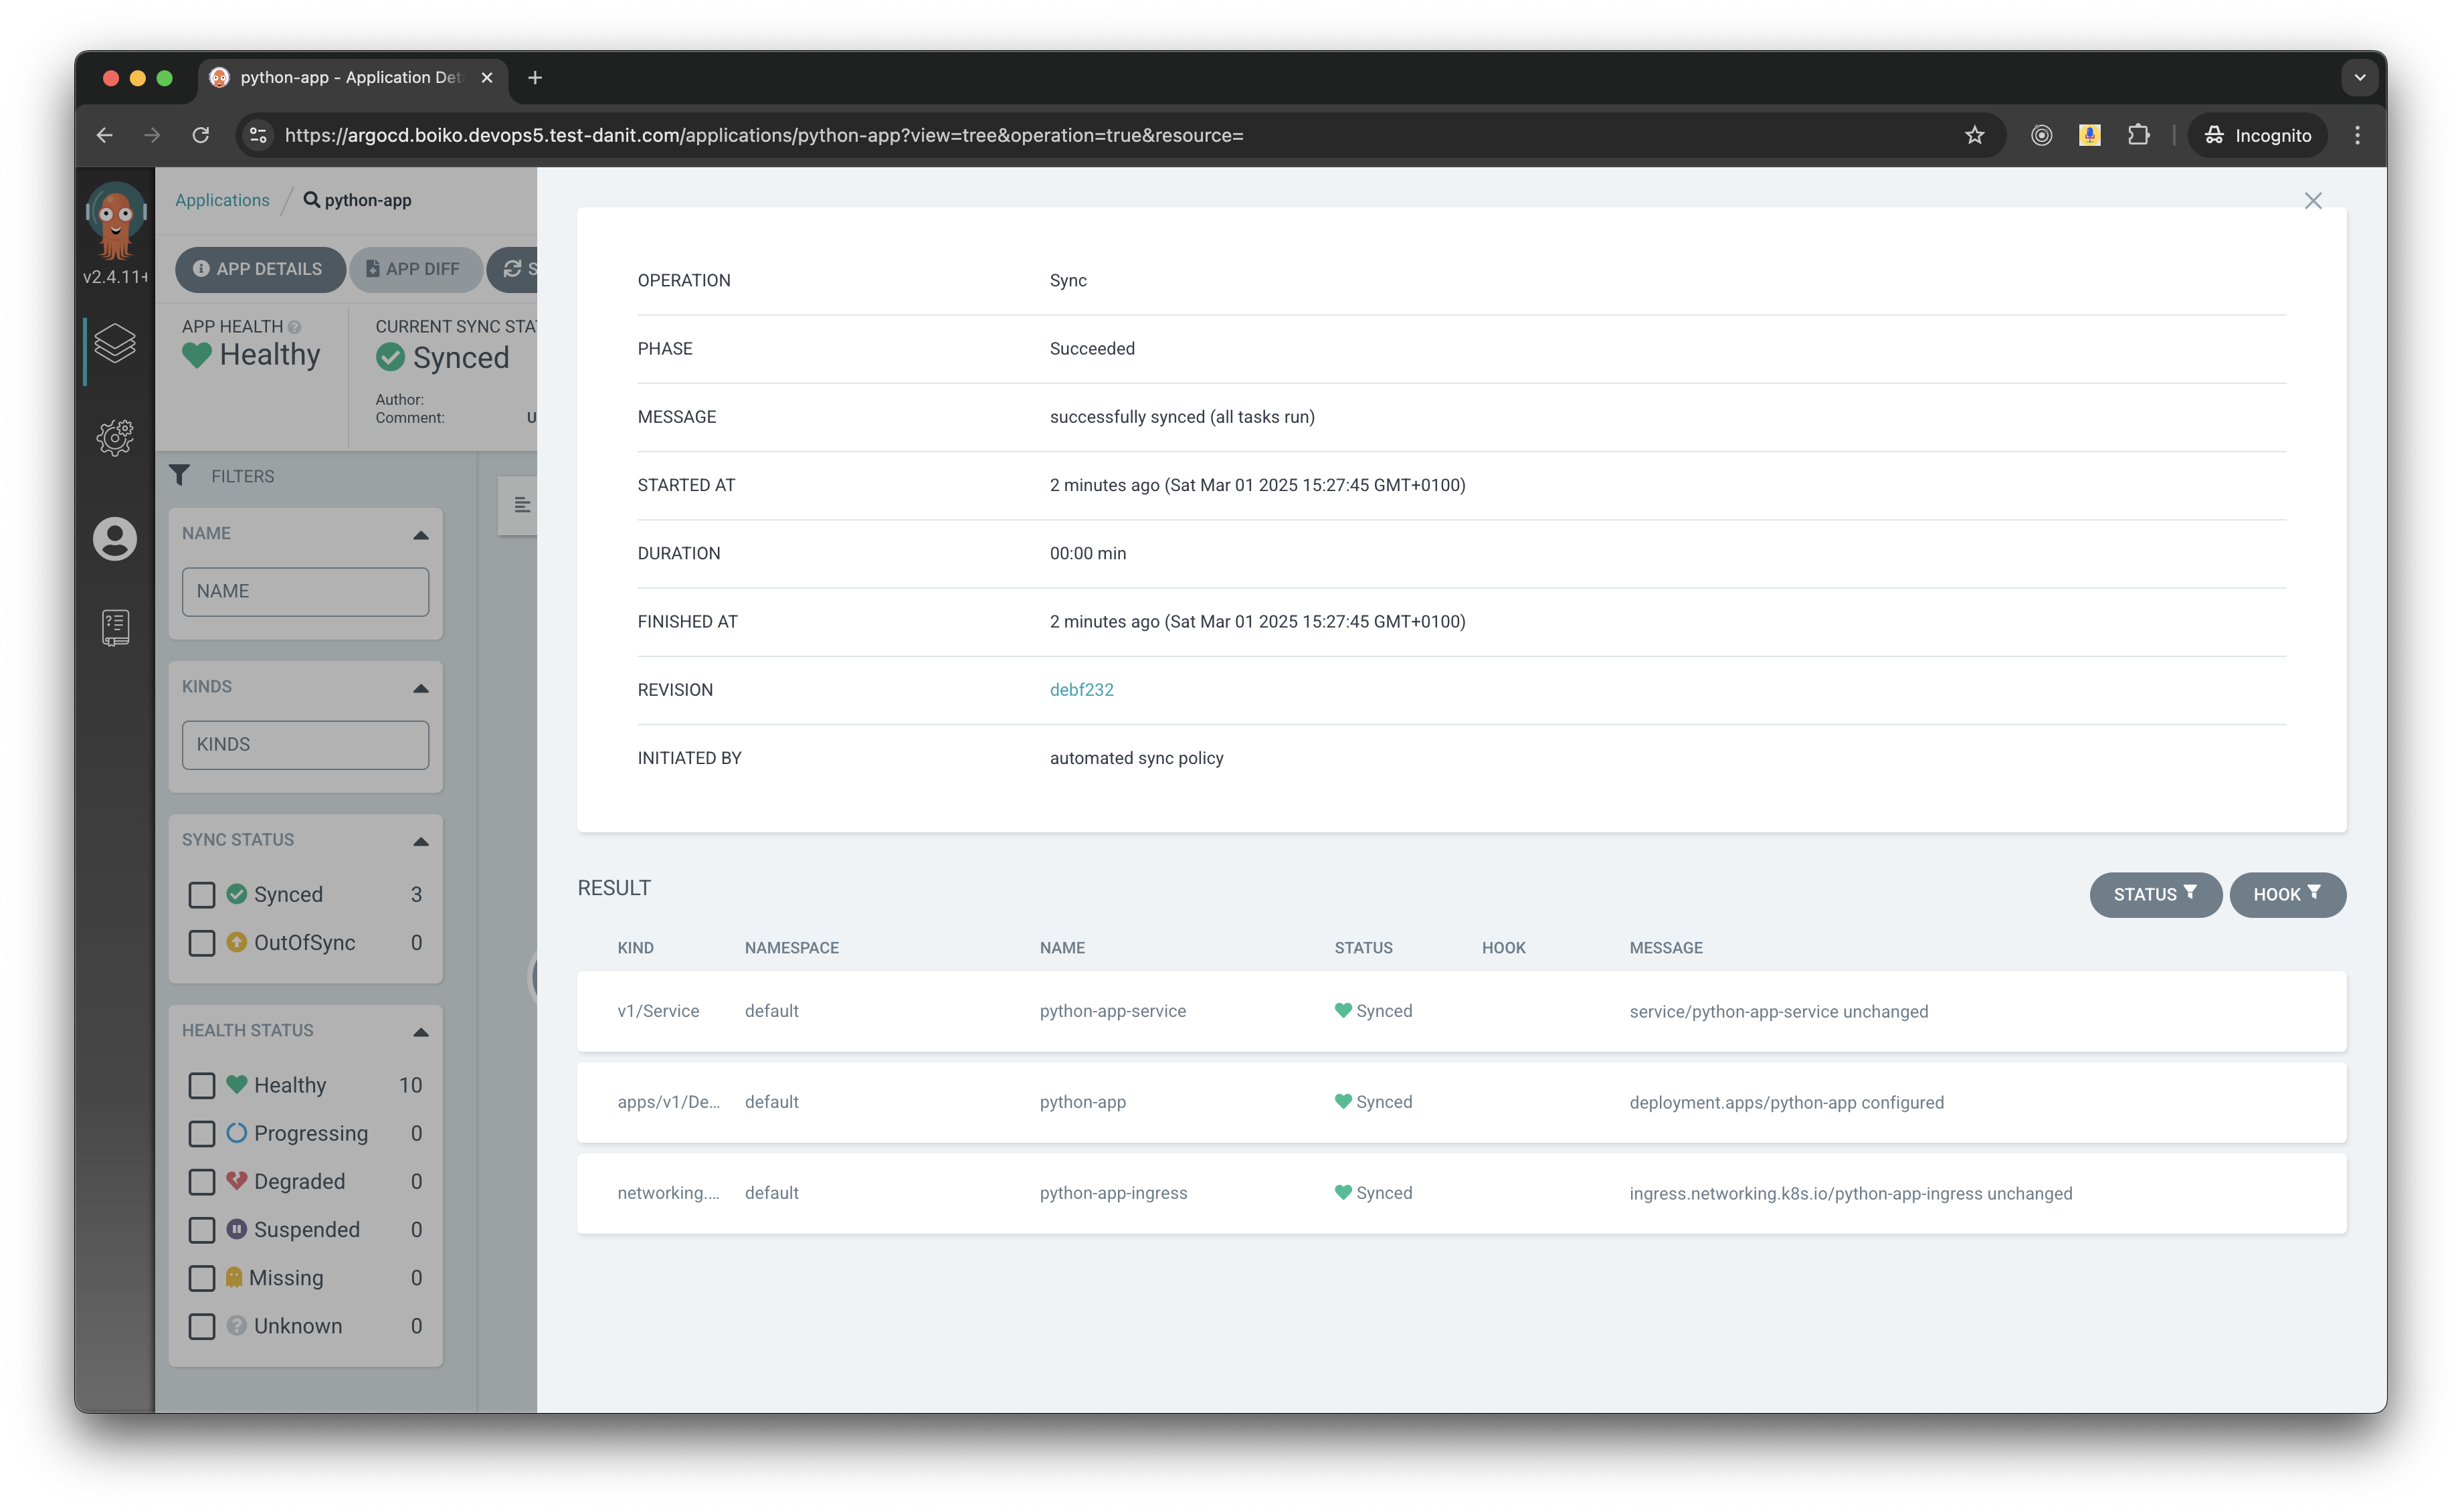 python-app - Application Det
https://argocd.boiko.devops5.test-danit.com/applications/python-app?view=tree&operation=true&resource=
Incognito
v2.4.11+
Applications / python-app
APP DETAILS
APP DIFF
S
APP HEALTH
Healthy
CURRENT SYNC STAT
Synced
Author:
Comment: U
FILTERS
NAME
NAME
KINDS
KINDS
SYNC STATUS
Synced 3
OutOfSync 0
HEALTH STATUS
Healthy 10
Progressing 0
Degraded 0
Suspended 0
Missing 0
Unknown 0
OPERATION Sync
PHASE Succeeded
MESSAGE successfully synced (all tasks run)
STARTED AT 2 minutes ago (Sat Mar 01 2025 15:27:45 GMT+0100)
DURATION 00:00 min
FINISHED AT 2 minutes ago (Sat Mar 01 2025 15:27:45 GMT+0100)
REVISION debf232
INITIATED BY automated sync policy
RESULT
STATUS
HOOK
KIND NAMESPACE NAME STATUS HOOK MESSAGE
v1/Service default python-app-service Synced service/python-app-service unchanged
apps/v1/De... default python-app Synced deployment.apps/python-app configured
networking.... default python-app-ingress Synced ingress.networking.k8s.io/python-app-ingress unchanged